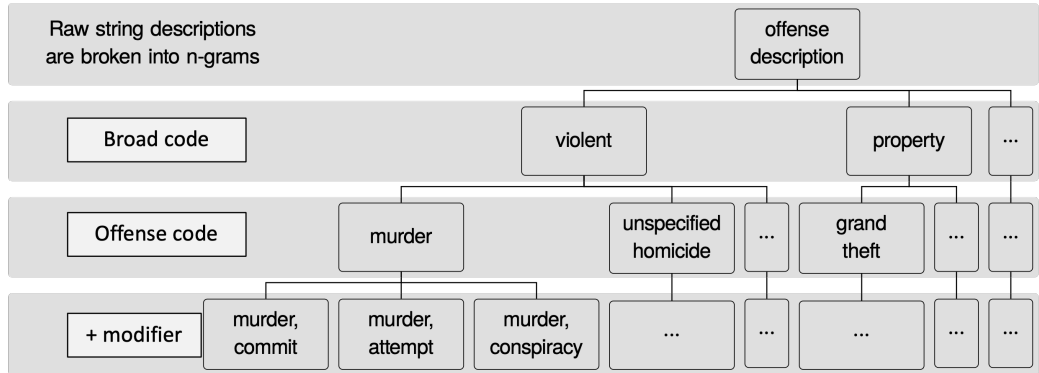 Raw string descriptions
are broken into n-grams
offense
description
Broad code
violent
property
...
Offense code
murder
unspecified
homicide
...
grand
theft
...
...
+ modifier
murder,
commit
murder,
attempt
murder,
conspiracy
...
...
...
...
...